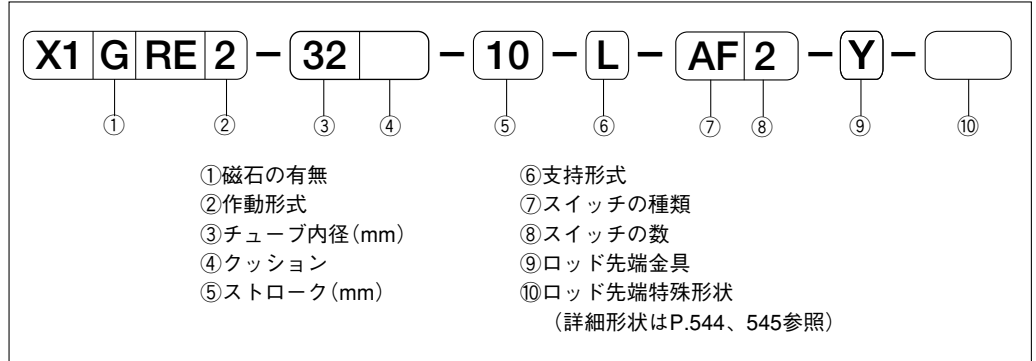 X1 G RE 2 − 32 − 10 − L − AF 2 − Y −
① ② ③ ④ ⑤ ⑥ ⑦ ⑧ ⑨ ⑩
①磁石の有無
②作動形式
③チューブ内径(mm)
④クッション
⑤ストローク(mm)
⑥支持形式
⑦スイッチの種類
⑧スイッチの数
⑨ロッド先端金具
⑩ロッド先端特殊形状
(詳細形状はP.544、545参照)